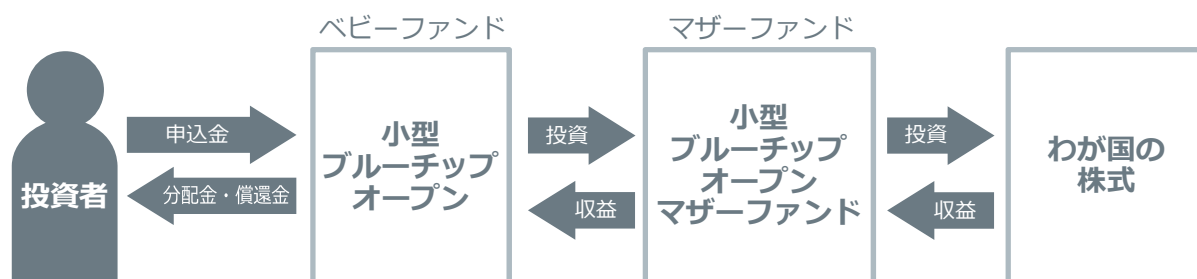 ベビーファンド
マザーファンド
投資者
申込金
分配金・償還金
小型
ブルーチップ
オープン
投資
収益
小型
ブルーチップ
オープン
マザーファンド
投資
収益
わが国の
株式